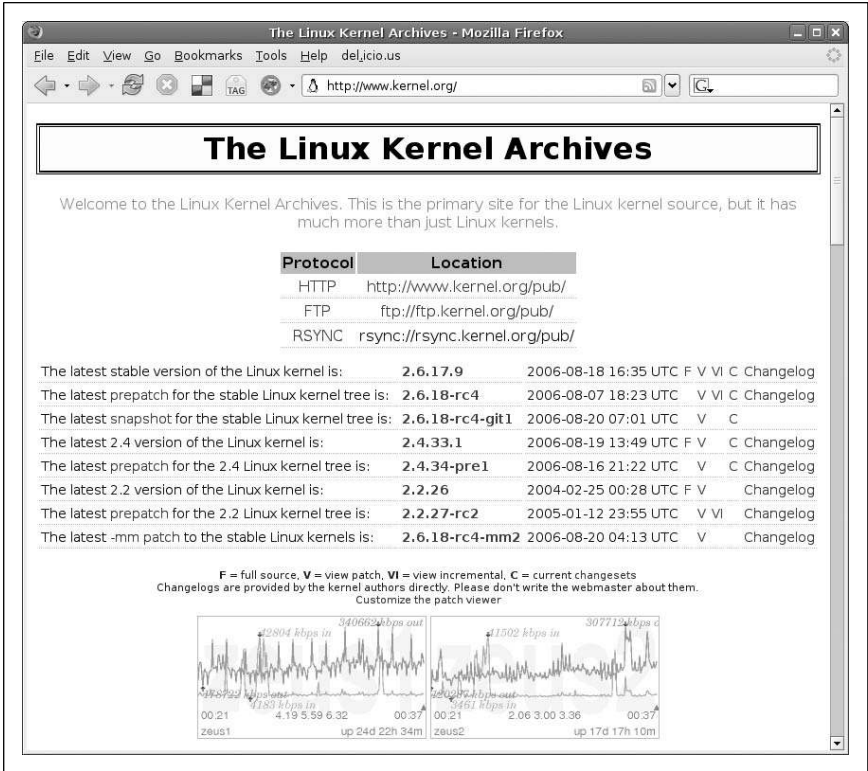 The Linux Kernel Archives - Mozilla Firefox
File Edit View Go Bookmarks Tools Help del.icio.us
TAG http://www.kernel.org/ G
The Linux Kernel Archives
Welcome to the Linux Kernel Archives. This is the primary site for the Linux kernel source, but it has
much more than just Linux kernels.
Protocol Location
HTTP http://www.kernel.org/pub/
FTP ftp://ftp.kernel.org/pub/
RSYNC rsync://rsync.kernel.org/pub/
The latest stable version of the Linux kernel is: 2.6.17.9 2006-08-18 16:35 UTC F V VI C Changelog
The latest prepatch for the stable Linux kernel tree is: 2.6.18-rc4 2006-08-07 18:23 UTC V VI C Changelog
The latest snapshot for the stable Linux kernel tree is: 2.6.18-rc4-git1 2006-08-20 07:01 UTC V C
The latest 2.4 version of the Linux kernel is: 2.4.33.1 2006-08-19 13:49 UTC F V C Changelog
The latest prepatch for the 2.4 Linux kernel tree is: 2.4.34-pre1 2006-08-16 21:22 UTC V C Changelog
The latest 2.2 version of the Linux kernel is: 2.2.26 2004-02-25 00:28 UTC F V Changelog
The latest prepatch for the 2.2 Linux kernel tree is: 2.2.27-rc2 2005-01-12 23:55 UTC V VI Changelog
The latest -mm patch to the stable Linux kernels is: 2.6.18-rc4-mm2 2006-08-20 04:13 UTC V Changelog
F = full source, V = view patch, VI = view incremental, C = current changesets
Changelogs are provided by the kernel authors directly. Please don't write the webmaster about them.
Customize the patch viewer
340662 kbps out
42804 kbps in
178722 kbps out
4183 kbps in
00:21 4.19 5.59 6.32 00:37
zeus1 up 24d 22h 34m
307712 kbps o
41502 kbps in
kbps out
3461 kbps in
00:21 2.06 3.00 3.36 00:37
zeus2 up 17d 17h 10m